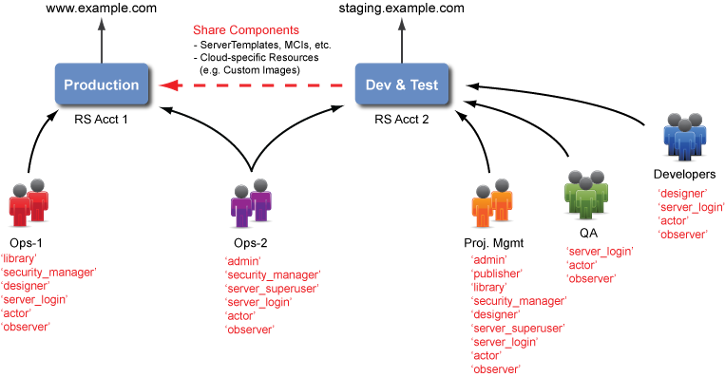 www.example.com
staging.example.com
Share Components
- ServerTemplates, MCIs, etc.
- Cloud-specific Resources
(e.g. Custom Images)
Production
Dev & Test
RS Acct 1
RS Acct 2
Ops-1
‘library’
‘security_manager’
‘designer’
‘server_login’
‘actor’
‘observer’
Ops-2
‘admin’
‘security_manager’
‘server_superuser’
‘server_login’
‘actor’
‘observer’
Proj. Mgmt
‘admin’
‘publisher’
‘library’
‘security_manager’
‘designer’
‘server_superuser’
‘server_login’
‘actor’
‘observer’
QA
‘server_login’
‘actor’
‘observer’
Developers
‘designer’
‘server_login’
‘actor’
‘observer’